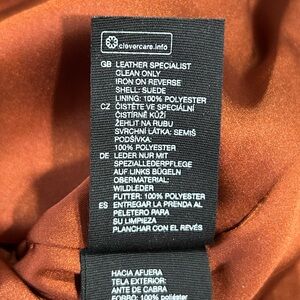 clevercare.info
GB LEATHER SPECIALIST
CLEAN ONLY
IRON ON REVERSE
SHELL: SUEDE
LINING: 100% POLYESTER
CZ ČISTĚTE VE SPECIÁLNÍ
ČISTÍRNĚ KŮŽÍ
ŽEHLIT NA RUBU
SVRCHNÍ LÁTKA: SEMIŠ
PODŠÍVKA:
100% POLYESTER
DE LEDER NUR MIT
SPEZIALLEDERPFLEGE
AUF LINKS BÜGELN
OBERMATERIAL:
WILDLEDER
FUTTER: 100% POLYESTER
ES ENTREGAR LA PRENDA AL
PELETERO PARA
SU LIMPIEZA
PLANCHAR CON EL REVÉS
HACIA AFUERA
TELA EXTERIOR:
ANTE DE CABRA
FORRO: 100% poliéster